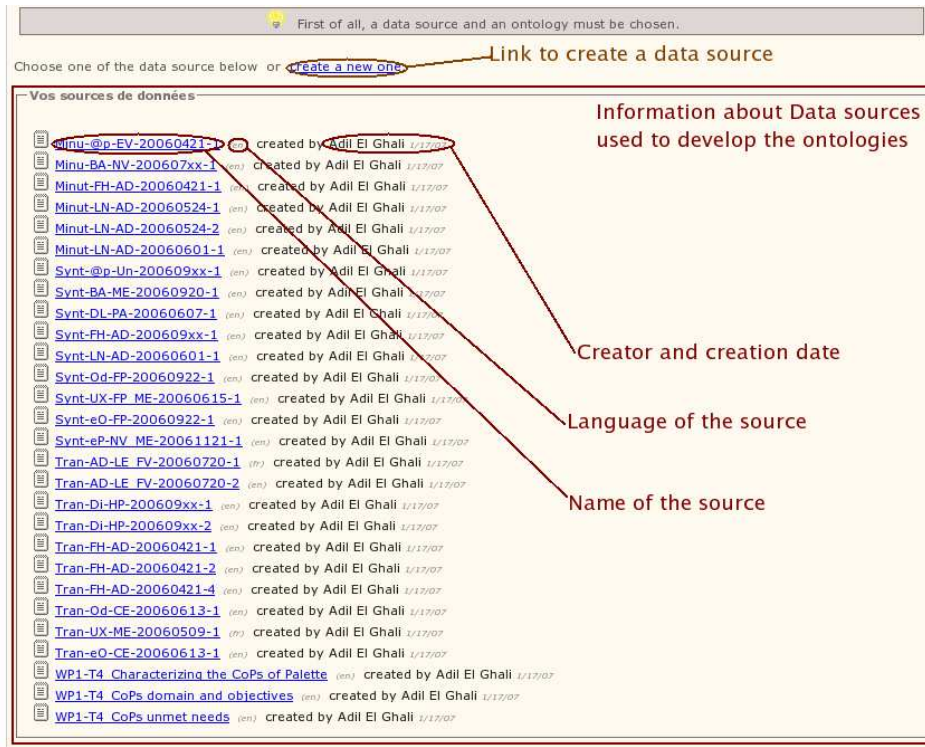 First of all, a data source and an ontology must be chosen.
Link to create a data source
Choose one of the data source below or create a new one
Vos sources de données
Information about Data sources
used to develop the ontologies
Minu-@p-EV-20060421-1 (en) created by Adil El Ghali 1/17/07
Minu-BA-NV-200607xx-1 (en) created by Adil El Ghali 1/17/07
Minut-FH-AD-20060421-1 (en) created by Adil El Ghali 1/17/07
Minut-LN-AD-20060524-1 (en) created by Adil El Ghali 1/17/07
Minut-LN-AD-20060524-2 (en) created by Adil El Ghali 1/17/07
Minut-LN-AD-20060601-1 (en) created by Adil El Ghali 1/17/07
Synt-@p-Un-200609xx-1 (en) created by Adil El Ghali 1/17/07
Synt-BA-ME-20060920-1 (en) created by Adil El Ghali 1/17/07
Synt-DL-PA-20060607-1 (en) created by Adil El Ghali 1/17/07
Synt-FH-AD-200609xx-1 (en) created by Adil El Ghali 1/17/07
Synt-LN-AD-20060601-1 (en) created by Adil El Ghali 1/17/07
Creator and creation date
Synt-Od-FP-20060922-1 (en) created by Adil El Ghali 1/17/07
Synt-UX-FP_ME-20060615-1 (en) created by Adil El Ghali 1/17/07
Synt-eO-FP-20060922-1 (en) created by Adil El Ghali 1/17/07
Language of the source
Synt-eP-NV_ME-20061121-1 (en) created by Adil El Ghali 1/17/07
Tran-AD-LE_FV-20060720-1 (fr) created by Adil El Ghali 1/17/07
Tran-AD-LE_FV-20060720-2 (en) created by Adil El Ghali 1/17/07
Tran-Di-HP-200609xx-1 (en) created by Adil El Ghali 1/17/07
Name of the source
Tran-Di-HP-200609xx-2 (en) created by Adil El Ghali 1/17/07
Tran-FH-AD-20060421-1 (en) created by Adil El Ghali 1/17/07
Tran-FH-AD-20060421-2 (en) created by Adil El Ghali 1/17/07
Tran-FH-AD-20060421-4 (en) created by Adil El Ghali 1/17/07
Tran-Od-CE-20060613-1 (en) created by Adil El Ghali 1/17/07
Tran-UX-ME-20060509-1 (fr) created by Adil El Ghali 1/17/07
Tran-eO-CE-20060613-1 (en) created by Adil El Ghali 1/17/07
WP1-T4_Characterizing the CoPs of Palette (en) created by Adil El Ghali 1/17/07
WP1-T4_CoPs domain and objectives (en) created by Adil El Ghali 1/17/07
WP1-T4_CoPs unmet needs (en) created by Adil El Ghali 1/17/07